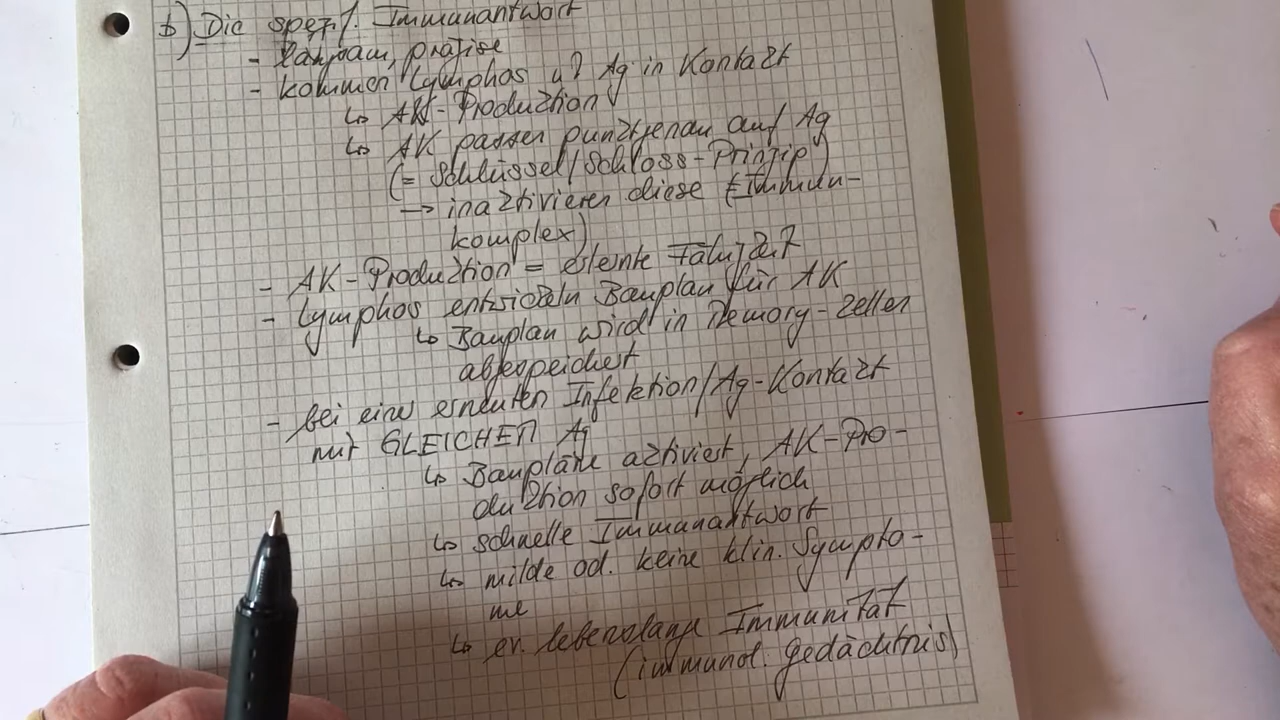 b) Die spezif. Immunantwort
- langsam, präzise
- kommen Lymphos u. Ag in Kontakt
↳ AK-Produktion
↳ AK passen punktgenau auf Ag
(= Schlüssel/Schloss-Prinzip)
→ inaktivieren diese (Immun-
komplex)
- AK-Produktion = erlernte Fähigkeit
- Lymphos entwickeln Bauplan für AK
↳ Bauplan wird in Memory-Zellen
abgespeichert
- bei einer erneuten Infektion/Ag-Kontakt
mit GLEICHEN Ag
↳ Baupläne aktiviert, AK-Pro-
duktion sofort möglich
↳ schnelle Immunantwort
↳ milde od. keine klin. Sympto-
me
↳ ev. lebenslange Immunität
(immunol. Gedächtnis)